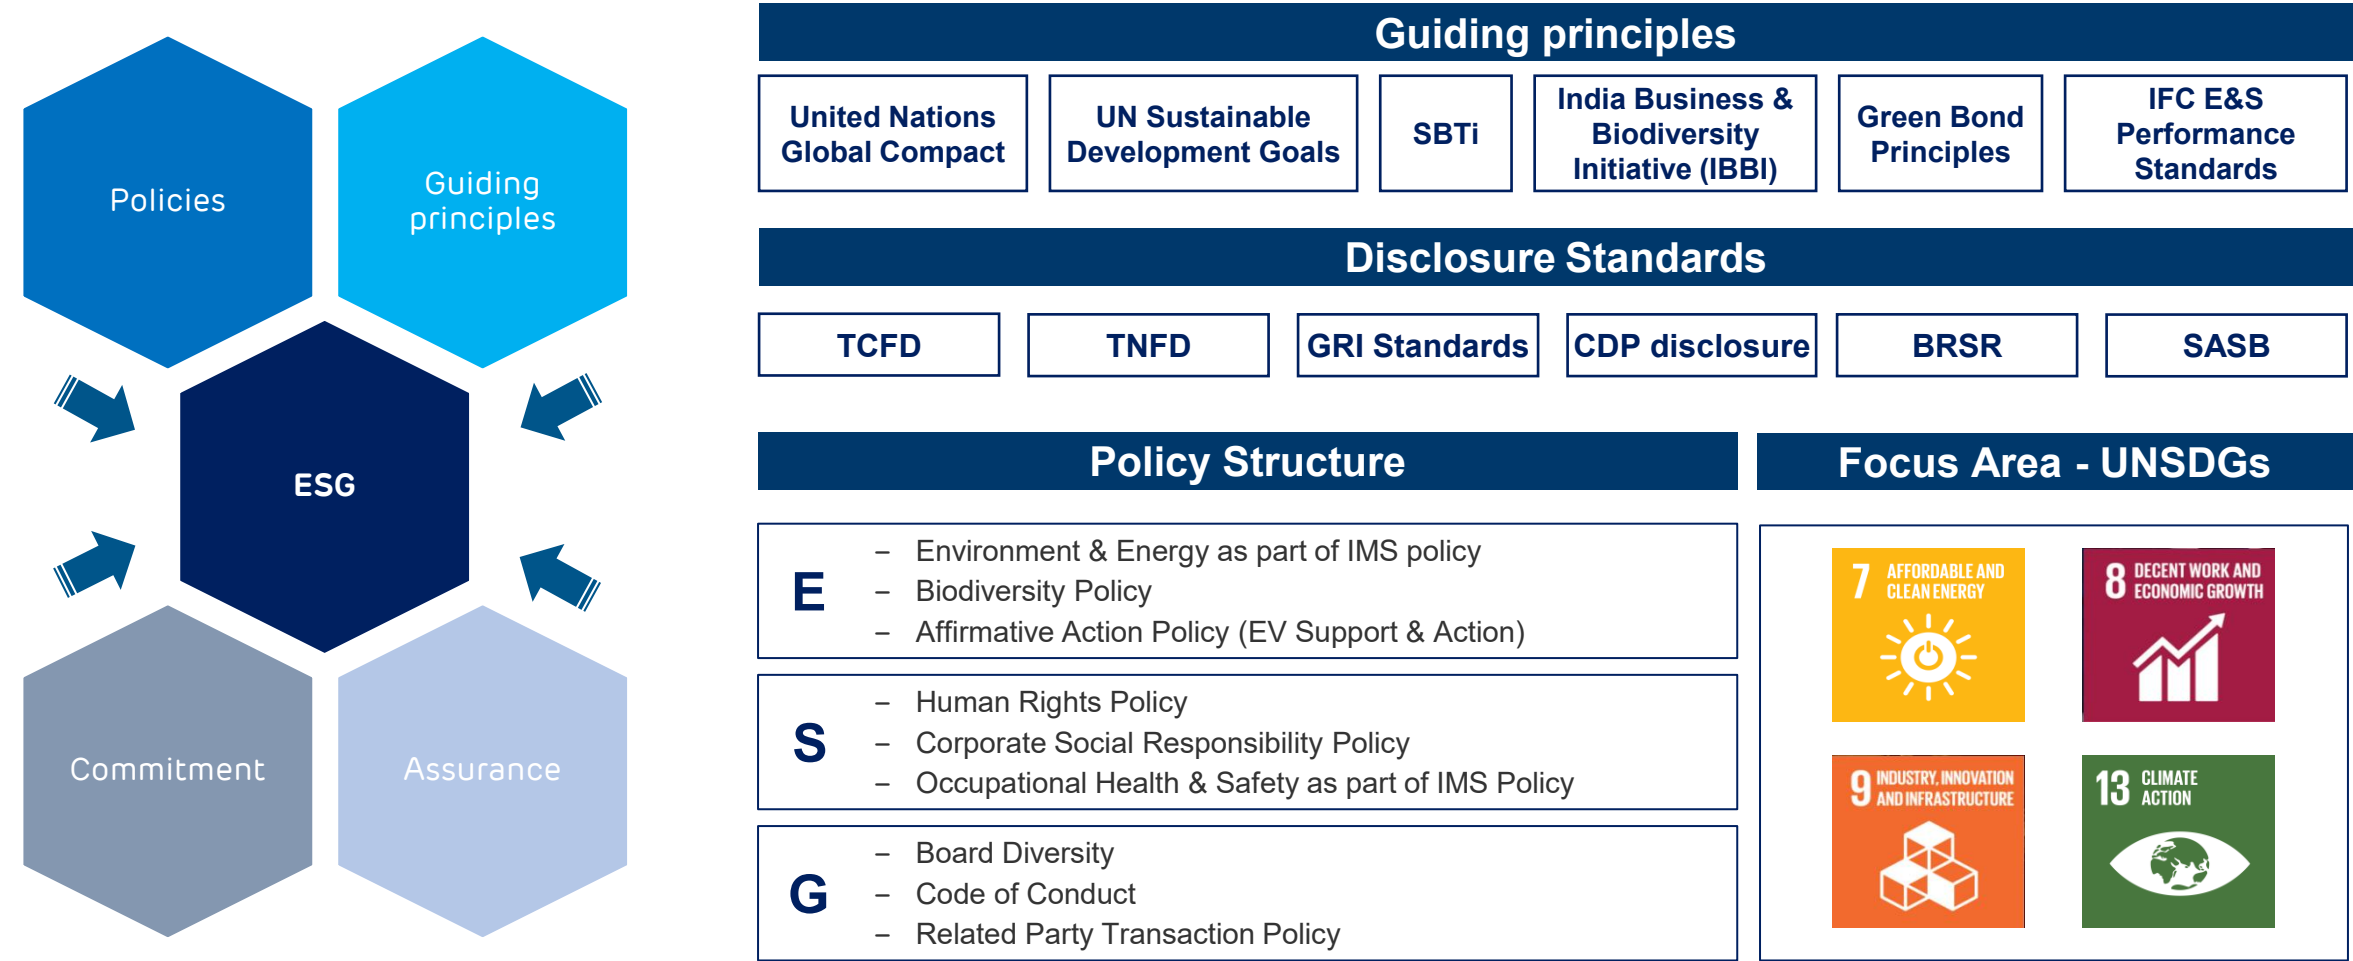 Policies
Guiding
principles
ESG
Commitment
Assurance
Guiding principles
United Nations
Global Compact
UN Sustainable
Development Goals
SBTi
India Business &
Biodiversity
Initiative (IBBI)
Green Bond
Principles
IFC E&S
Performance
Standards
Disclosure Standards
TCFD
TNFD
GRI Standards
CDP disclosure
BRSR
SASB
Policy Structure
E
– Environment & Energy as part of IMS policy
– Biodiversity Policy
– Affirmative Action Policy (EV Support & Action)
S
– Human Rights Policy
– Corporate Social Responsibility Policy
– Occupational Health & Safety as part of IMS Policy
G
– Board Diversity
– Code of Conduct
– Related Party Transaction Policy
Focus Area - UNSDGs
7 AFFORDABLE AND
CLEAN ENERGY
8 DECENT WORK AND
ECONOMIC GROWTH
9 INDUSTRY, INNOVATION
AND INFRASTRUCTURE
13 CLIMATE
ACTION